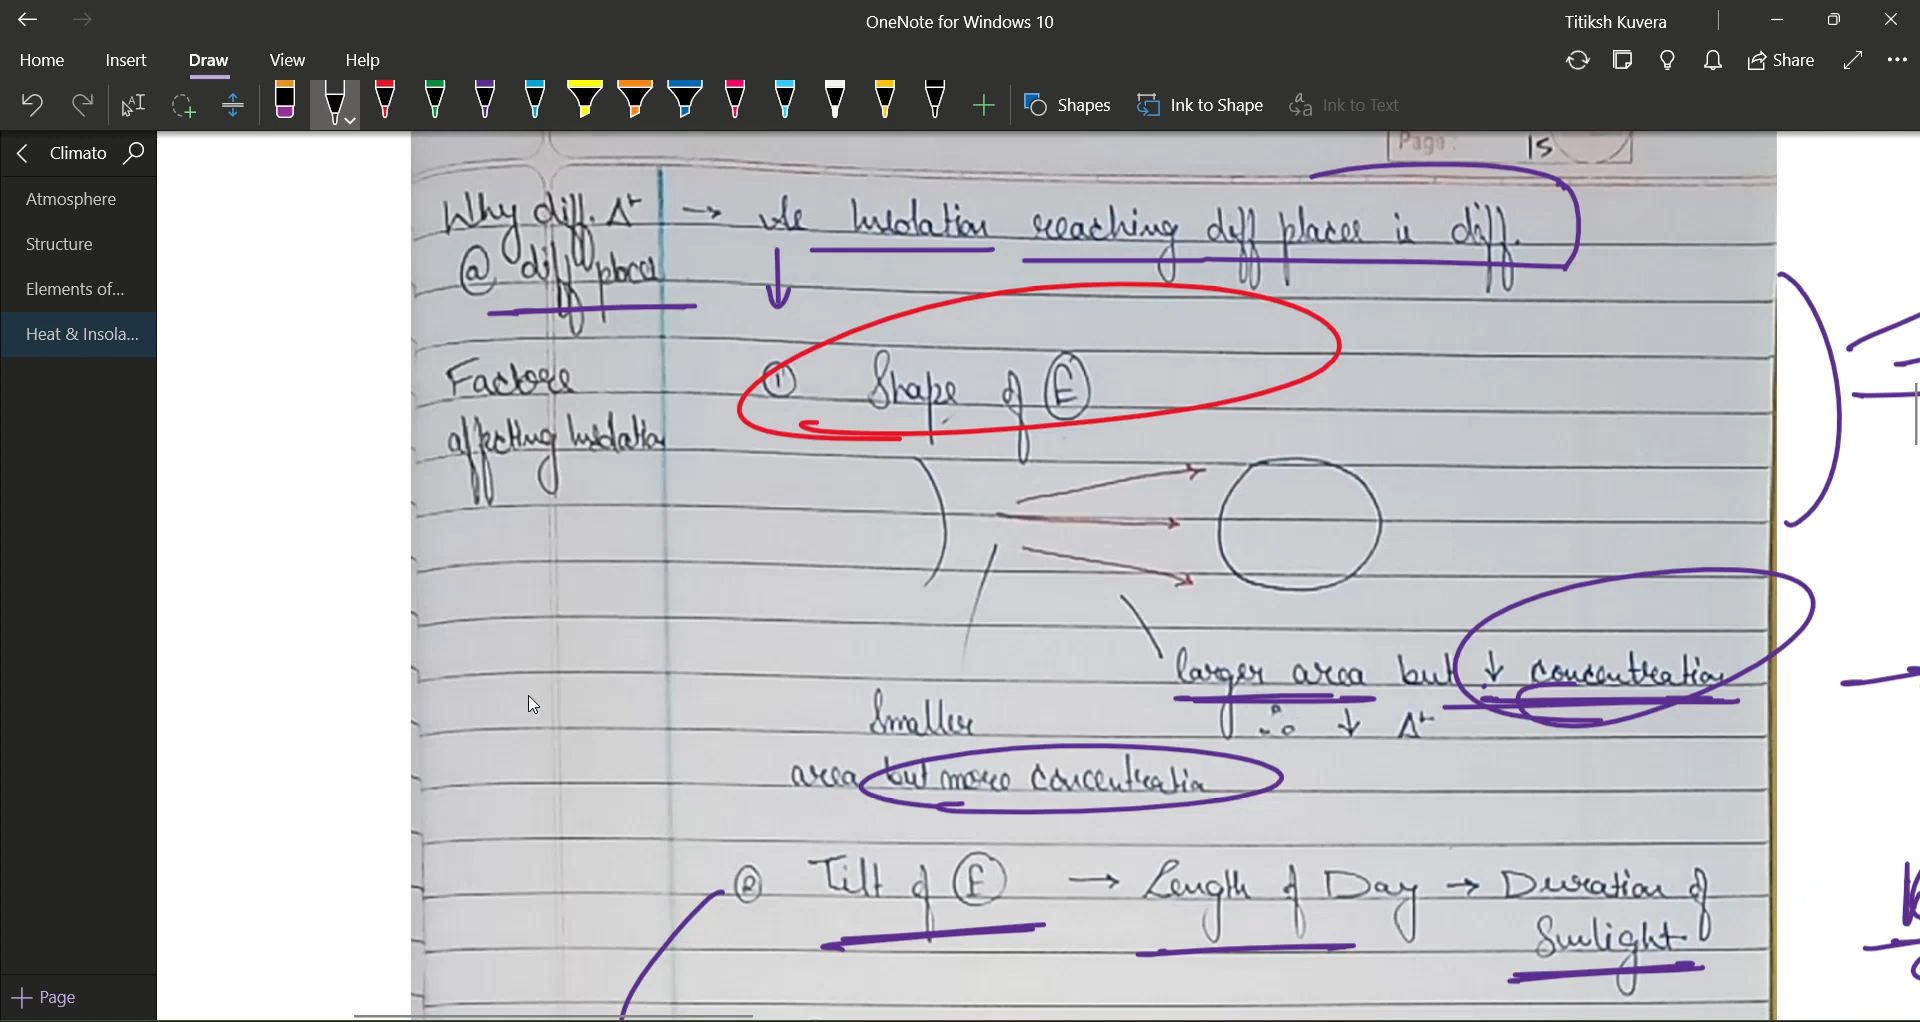 OneNote for Windows 10
Titiksh Kuvera
Home Insert Draw View Help
Share
Shapes Ink to Shape Ink to Text
Climato
Atmosphere
Structure
Elements of...
Heat & Insola...
Page
Page : 15
Why diff. Δᵗ → Insolation reaching diff places is diff.
@ diff places
Factors
affecting Insolation
① Shape of Ⓔ
larger area but ↓ concentration
∴ ↓ Δᵗ
Smaller
area but more concentration
② Tilt of Ⓔ → Length of Day → Duration of
Sunlight